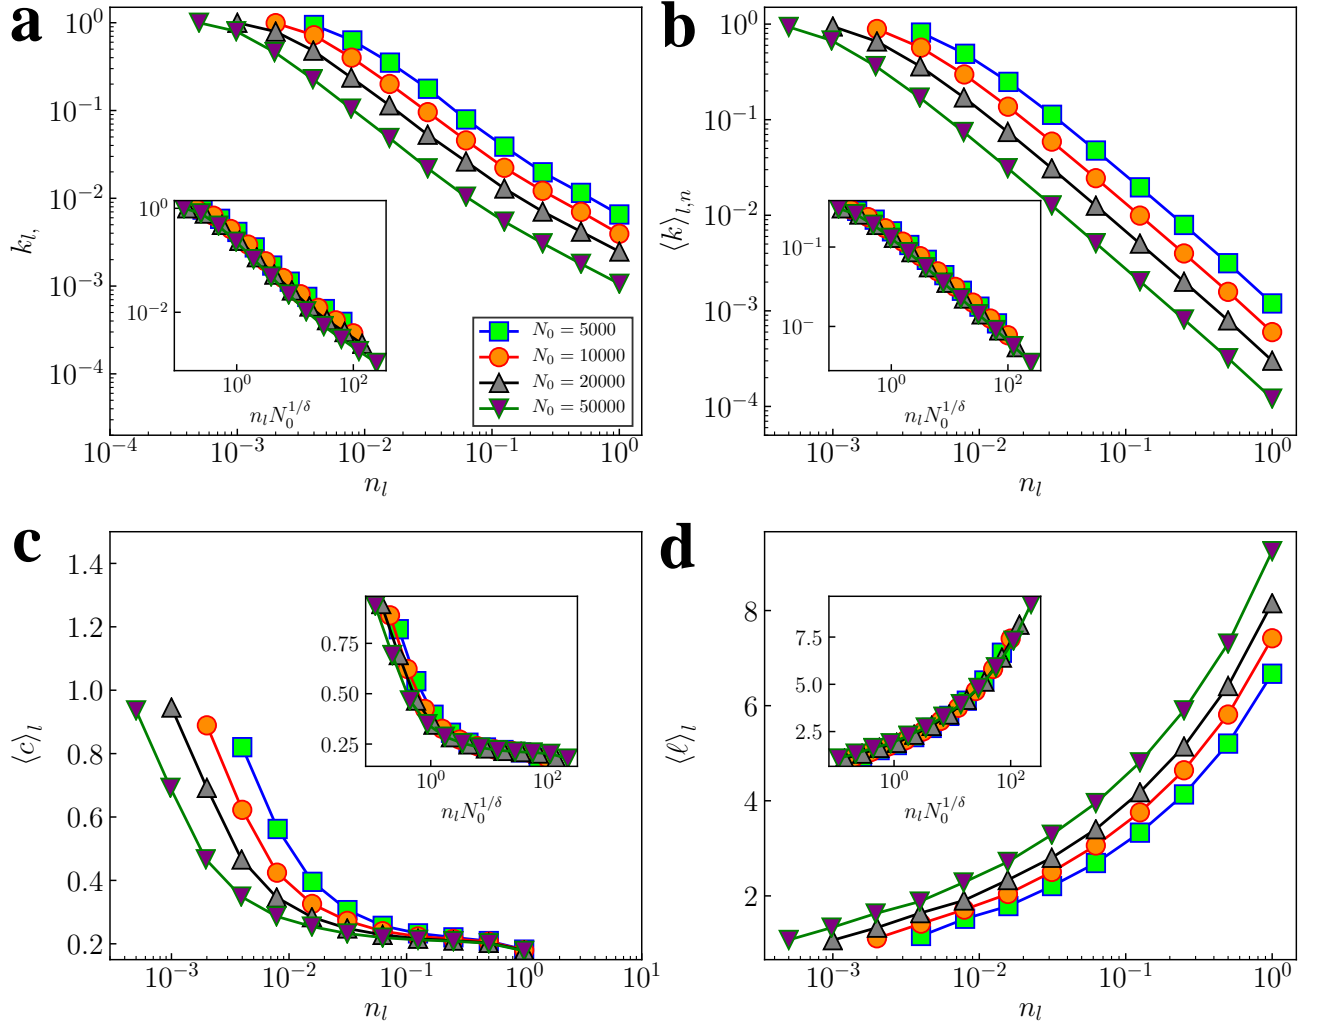 a
10^0
10^-1
10^-2
10^-3
10^-4
k_{l,}
10^-4 10^-3 10^-2 10^-1 10^0
n_l
10^0
10^-2
10^0 10^2
n_l N_0^{1/δ}
N_0 = 5000
N_0 = 10000
N_0 = 20000
N_0 = 50000
b
10^0
10^-1
10^-2
10^-3
10^-4
⟨k⟩_{l,n}
10^-3 10^-2 10^-1 10^0
n_l
10^-1
10^-
10^0 10^2
n_l N_0^{1/δ}
c
1.4
1.2
1.0
0.8
0.6
0.4
0.2
⟨c⟩_l
10^-3 10^-2 10^-1 10^0 10^1
n_l
0.75
0.50
0.25
10^0 10^2
n_l N_0^{1/δ}
d
8
6
4
2
⟨ℓ⟩_l
10^-3 10^-2 10^-1 10^0
n_l
7.5
5.0
2.5
10^0 10^2
n_l N_0^{1/δ}